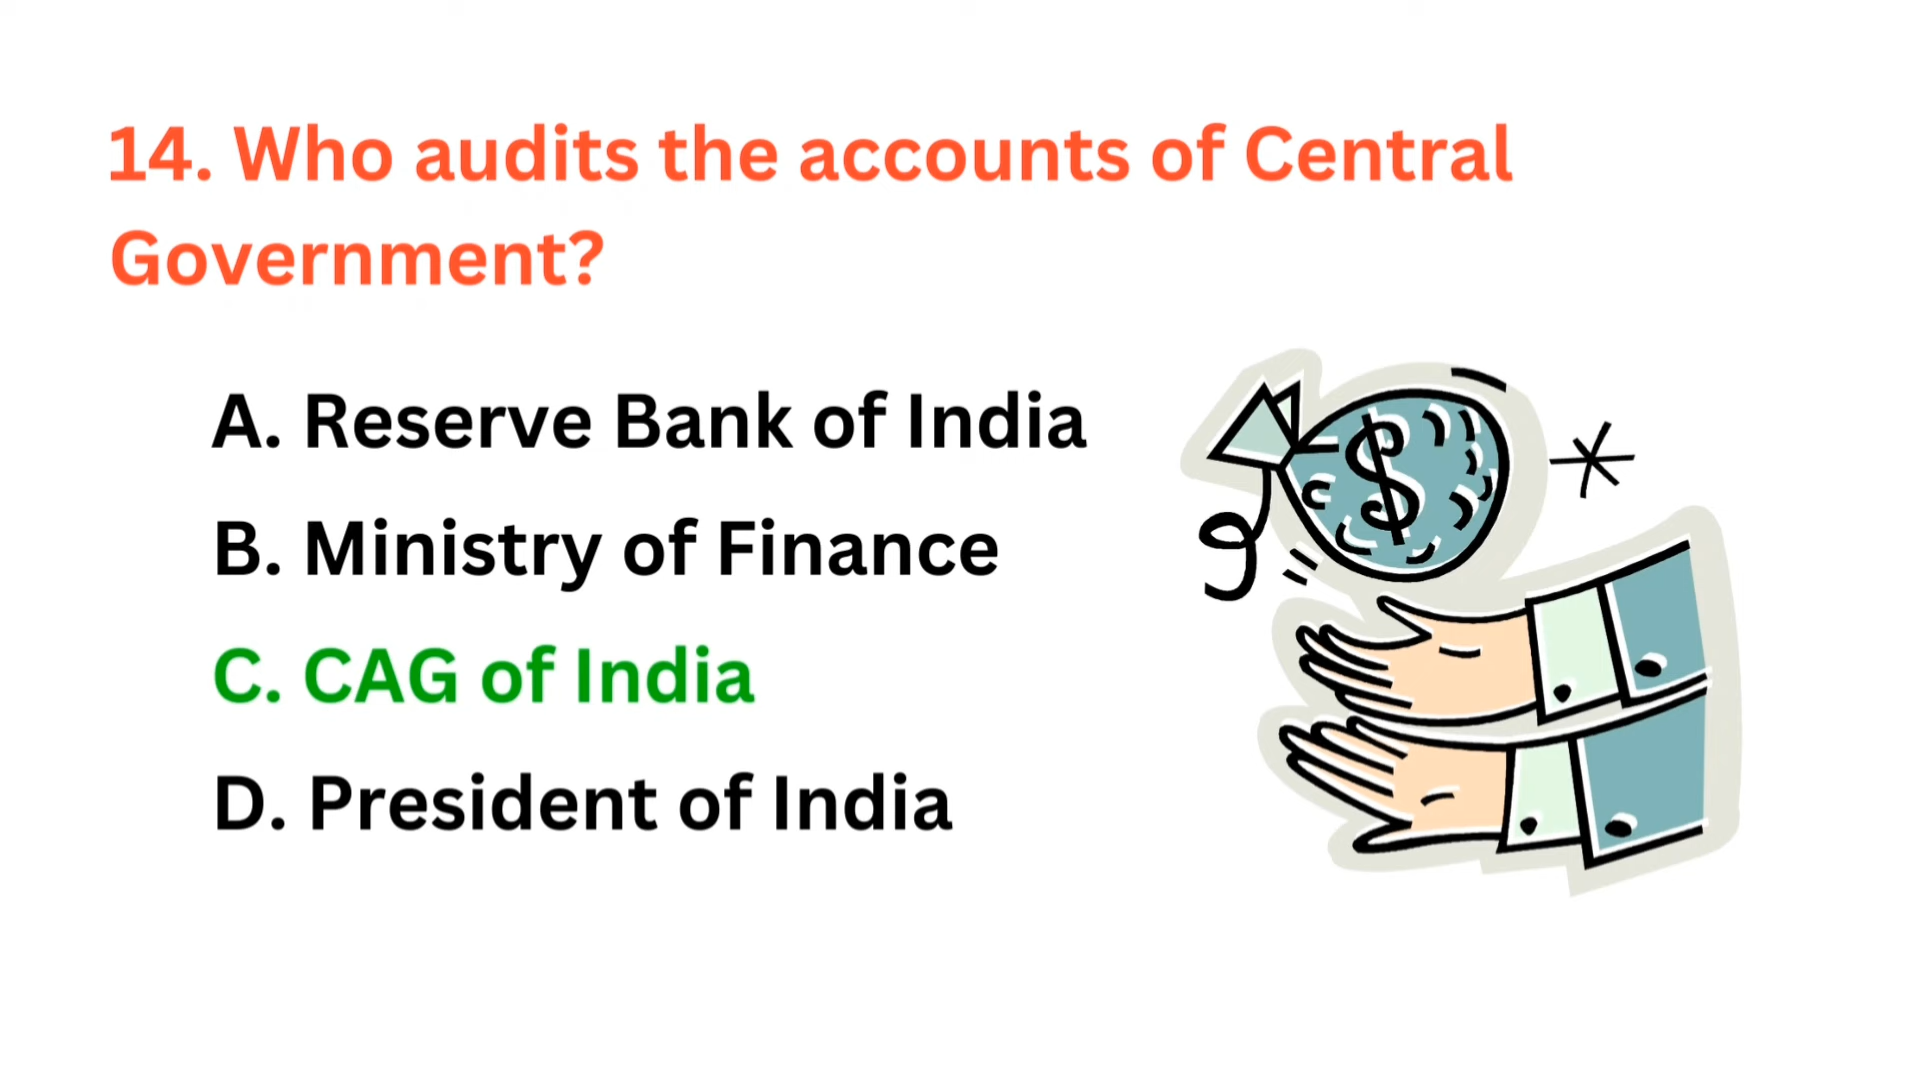 14. Who audits the accounts of Central
Government?
A. Reserve Bank of India
B. Ministry of Finance
C. CAG of India
D. President of India
$